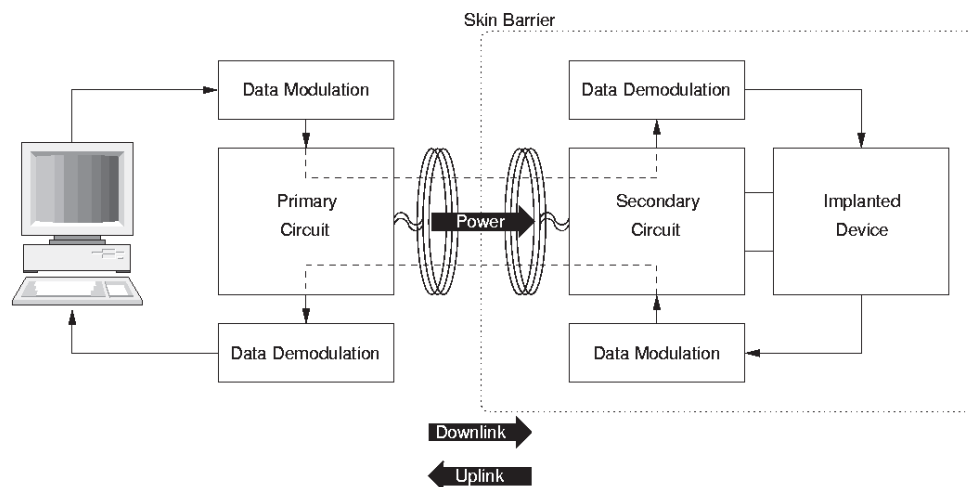 Skin Barrier
Data Modulation
Data Demodulation
Primary
Circuit
Power
Secondary
Circuit
Implanted
Device
Data Demodulation
Data Modulation
Downlink
Uplink